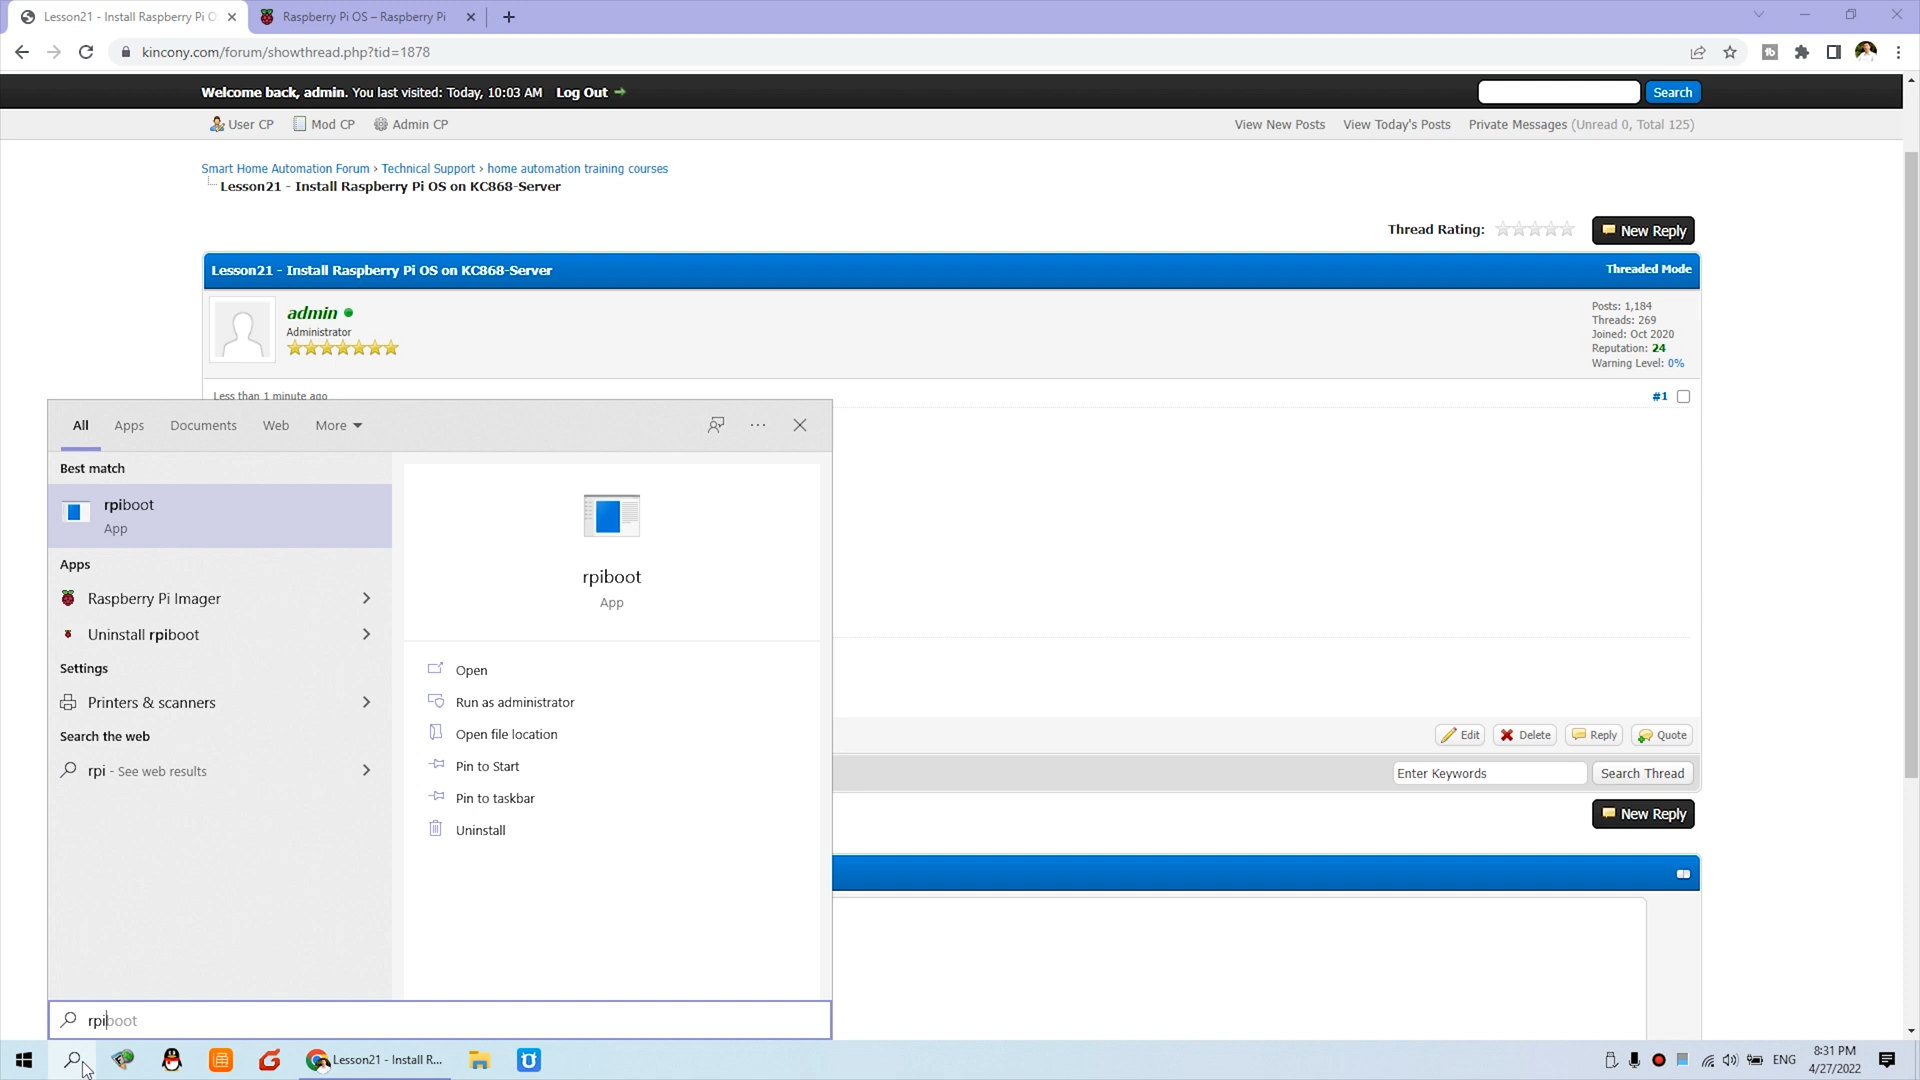 Lesson21 - Install Raspberry Pi O
Raspberry Pi OS – Raspberry Pi
kincony.com/forum/showthread.php?tid=1878
Welcome back, admin. You last visited: Today, 10:03 AM Log Out
Search
User CP
Mod CP
Admin CP
View New Posts
View Today's Posts
Private Messages (Unread 0, Total 125)
Smart Home Automation Forum › Technical Support › home automation training courses
Lesson21 - Install Raspberry Pi OS on KC868-Server
Thread Rating:
New Reply
Lesson21 - Install Raspberry Pi OS on KC868-Server
Threaded Mode
admin
Administrator
Posts: 1,184
Threads: 269
Joined: Oct 2020
Reputation: 24
Warning Level: 0%
Less than 1 minute ago
#1
All
Apps
Documents
Web
More
Best match
rpiboot
App
Apps
Raspberry Pi Imager
Uninstall rpiboot
Settings
Printers & scanners
Search the web
rpi - See web results
rpiboot
App
Open
Run as administrator
Open file location
Pin to Start
Pin to taskbar
Uninstall
Edit
Delete
Reply
Quote
Enter Keywords
Search Thread
New Reply
rpiboot
Lesson21 - Install R...
ENG
8:31 PM
4/27/2022